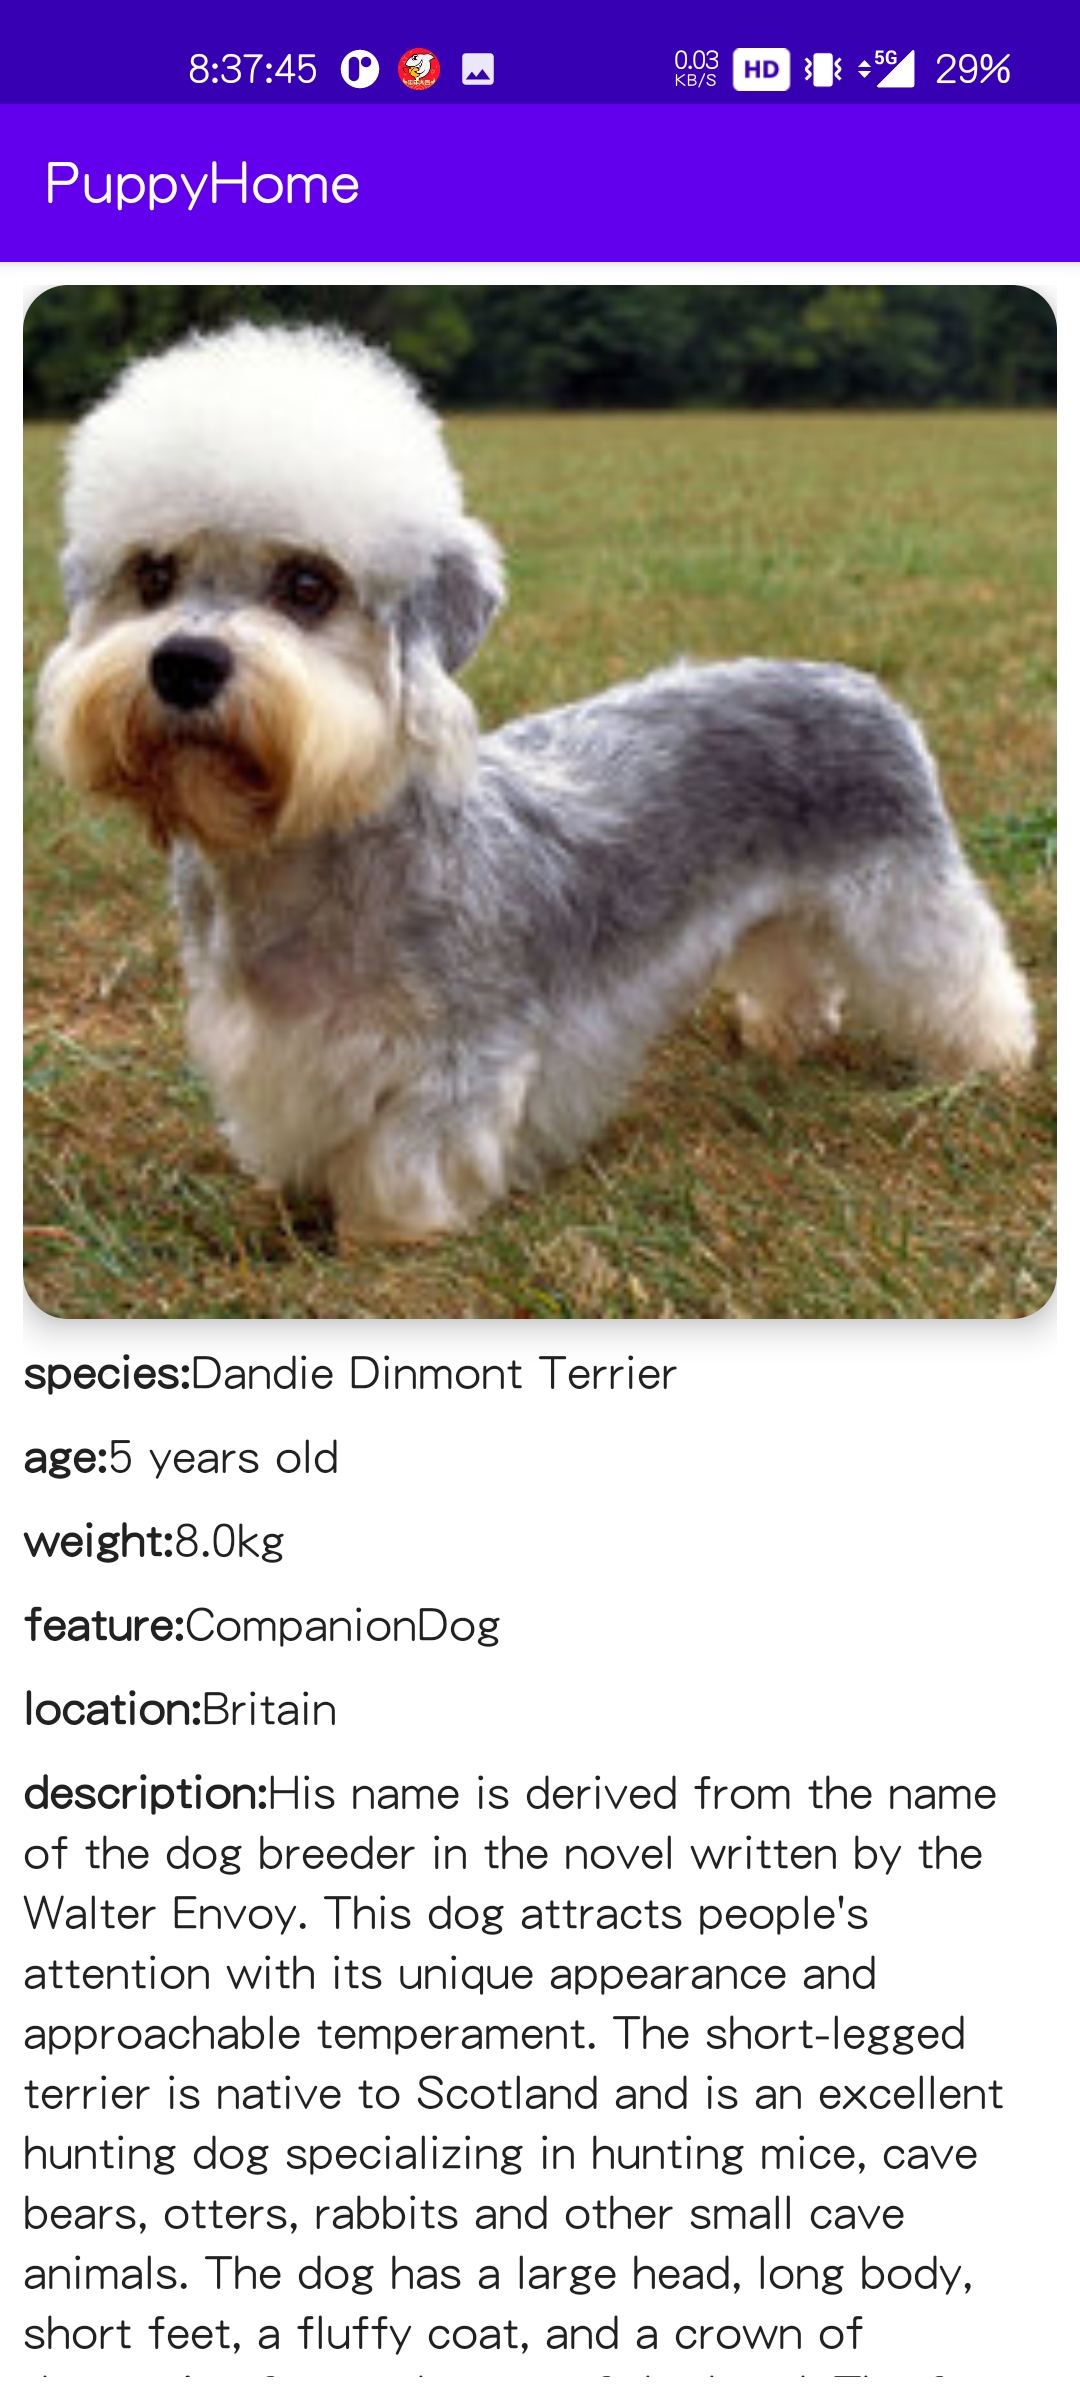 8:37:45 0.03 KB/S HD 5G 29%
PuppyHome
species:Dandie Dinmont Terrier
age:5 years old
weight:8.0kg
feature:CompanionDog
location:Britain
description:His name is derived from the name
of the dog breeder in the novel written by the
Walter Envoy. This dog attracts people's
attention with its unique appearance and
approachable temperament. The short-legged
terrier is native to Scotland and is an excellent
hunting dog specializing in hunting mice, cave
bears, otters, rabbits and other small cave
animals. The dog has a large head, long body,
short feet, a fluffy coat, and a crown of